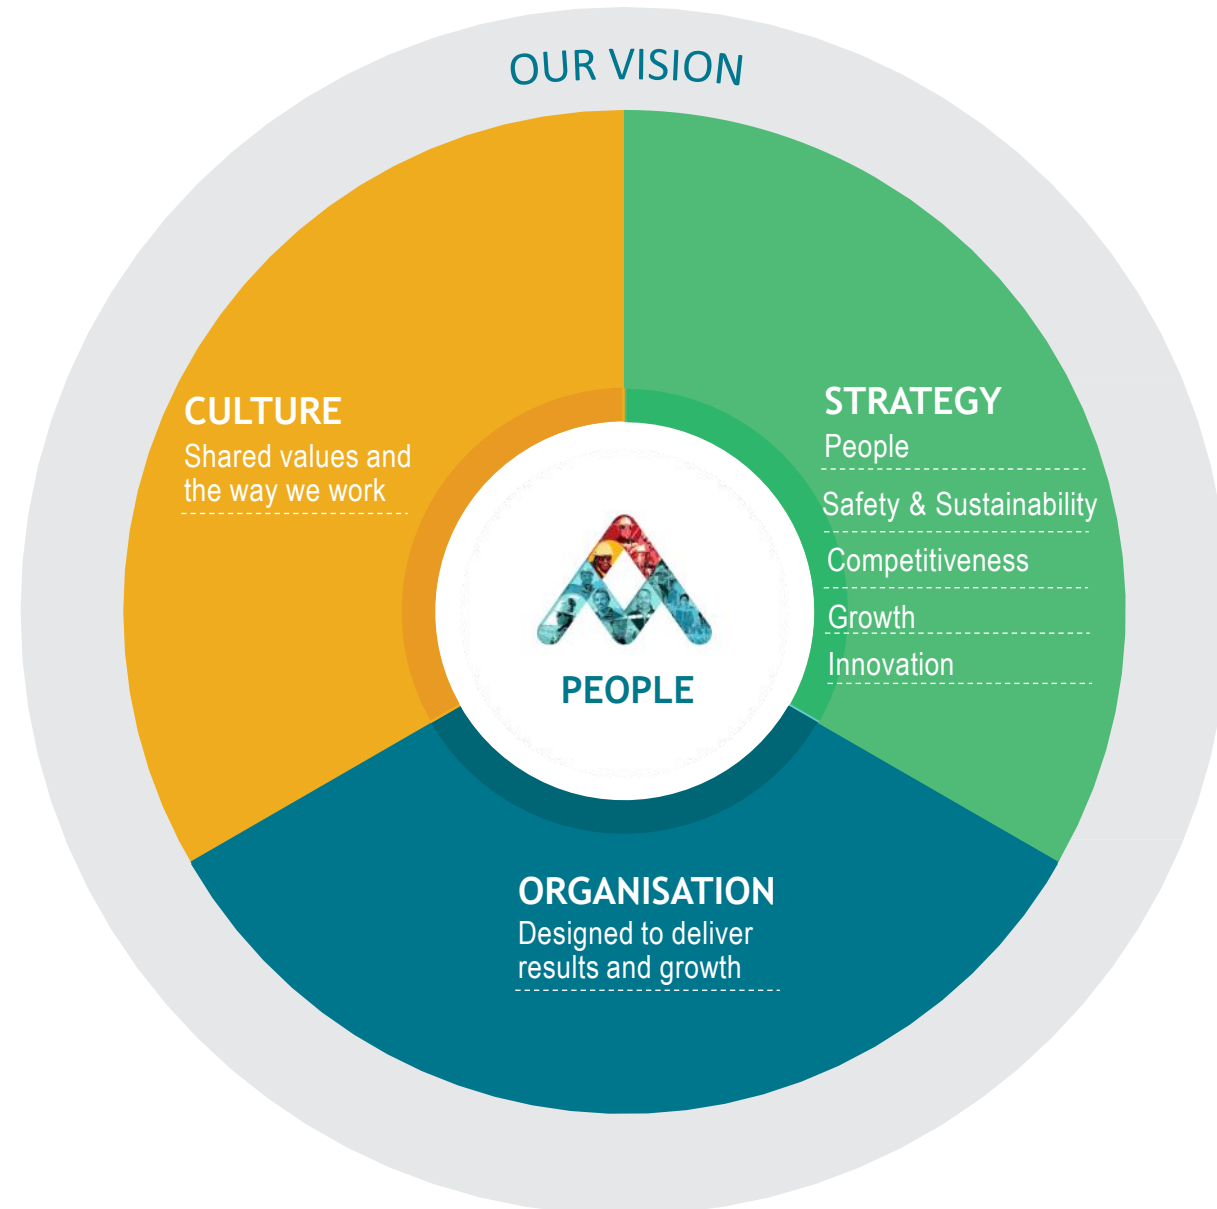 OUR VISION
CULTURE
Shared values and
the way we work
STRATEGY
People
Safety & Sustainability
Competitiveness
Growth
Innovation
PEOPLE
ORGANISATION
Designed to deliver
results and growth